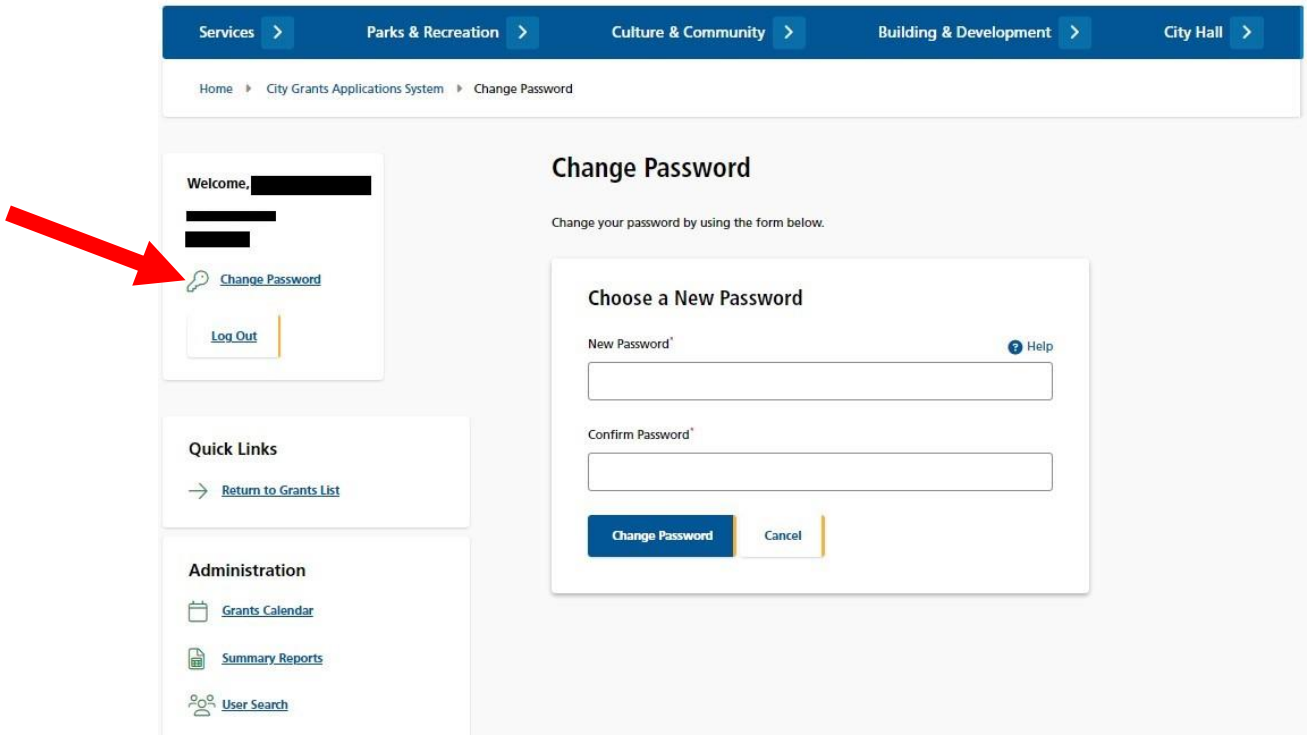 Services Parks & Recreation Culture & Community Building & Development City Hall
Home City Grants Applications System Change Password
Welcome,
Change Password
Log Out
Quick Links
Return to Grants List
Administration
Grants Calendar
Summary Reports
User Search
Change Password
Change your password by using the form below.
Choose a New Password
New Password*
? Help
Confirm Password*
Change Password Cancel